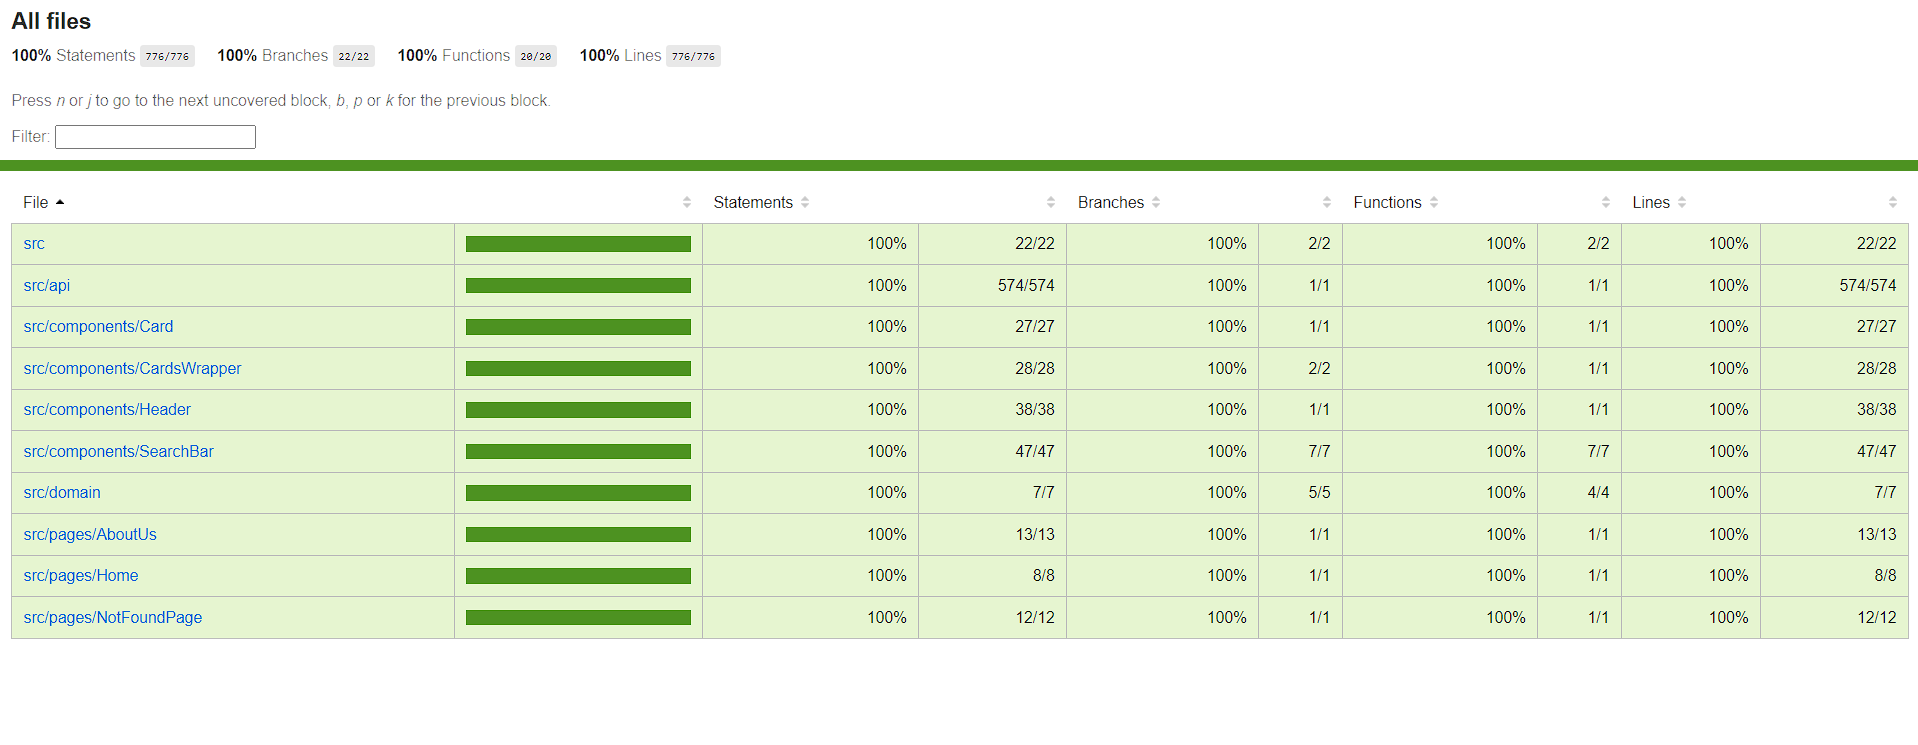 All files
100% Statements 776/776 100% Branches 22/22 100% Functions 20/20 100% Lines 776/776
Press n or j to go to the next uncovered block, b, p or k for the previous block.
Filter:
File Statements Branches Functions Lines
src 100% 22/22 100% 2/2 100% 2/2 100% 22/22
src/api 100% 574/574 100% 1/1 100% 1/1 100% 574/574
src/components/Card 100% 27/27 100% 1/1 100% 1/1 100% 27/27
src/components/CardsWrapper 100% 28/28 100% 2/2 100% 1/1 100% 28/28
src/components/Header 100% 38/38 100% 1/1 100% 1/1 100% 38/38
src/components/SearchBar 100% 47/47 100% 7/7 100% 7/7 100% 47/47
src/domain 100% 7/7 100% 5/5 100% 4/4 100% 7/7
src/pages/AboutUs 100% 13/13 100% 1/1 100% 1/1 100% 13/13
src/pages/Home 100% 8/8 100% 1/1 100% 1/1 100% 8/8
src/pages/NotFoundPage 100% 12/12 100% 1/1 100% 1/1 100% 12/12